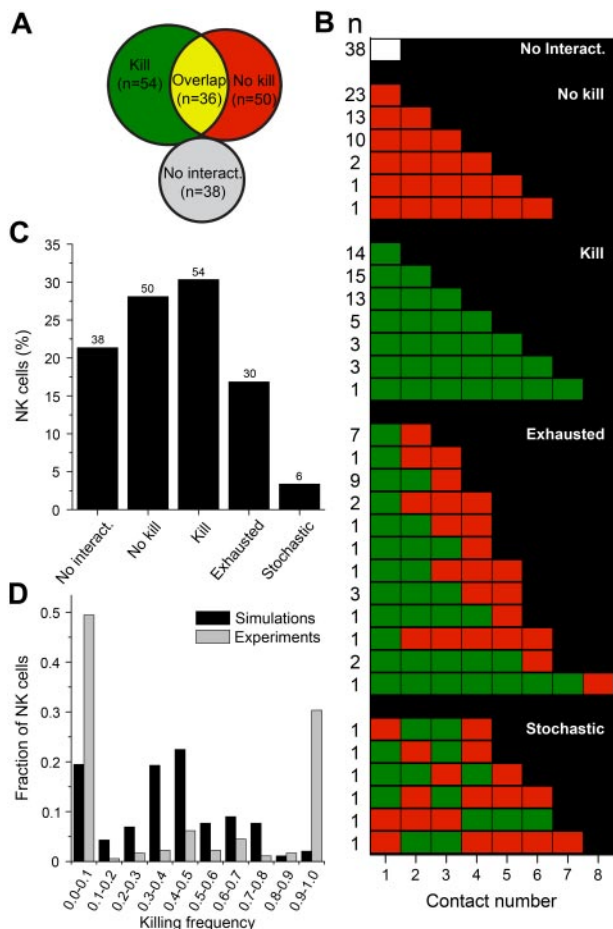 A
Kill
(n=54)
Overlap
(n=36)
No kill
(n=50)
No interact.
(n=38)
B
n
38 No Interact.
23 No kill
13
10
2
1
1
14 Kill
15
13
5
3
3
1
7 Exhausted
1
9
2
1
1
1
3
1
1
2
1
1 Stochastic
1
1
1
1
1
1 2 3 4 5 6 7 8
Contact number
C
NK cells (%)
35
30
25
20
15
10
5
0
38
50
54
30
6
No interact.
No kill
Kill
Exhausted
Stochastic
D
Fraction of NK cells
0.5
0.4
0.3
0.2
0.1
0
Simulations
Experiments
0.0-0.1
0.1-0.2
0.2-0.3
0.3-0.4
0.4-0.5
0.5-0.6
0.6-0.7
0.7-0.8
0.8-0.9
0.9-1.0
Killing frequency